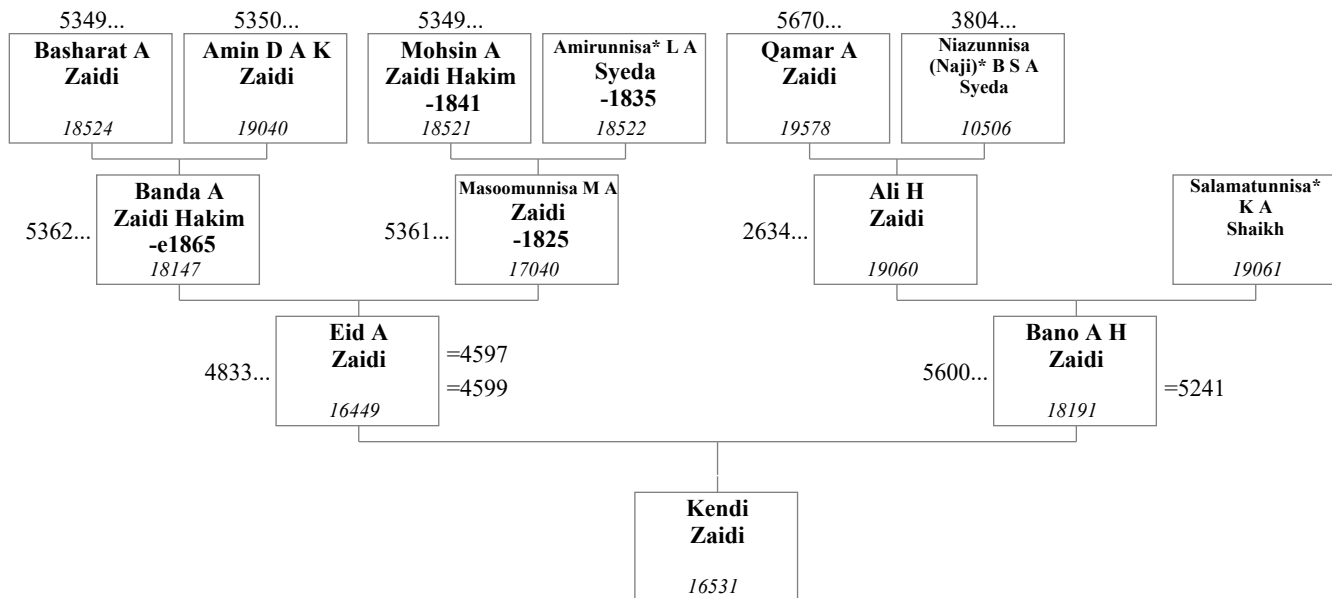 5349...
5350...
5349...
5670...
3804...
Basharat A
Zaidi
18524
Amin D A K
Zaidi
19040
Mohsin A
Zaidi Hakim
-1841
18521
Amirunnisa* L A
Syeda
-1835
18522
Qamar A
Zaidi
19578
Niazunnisa
(Naji)* B S A
Syeda
10506
5362...
Banda A
Zaidi Hakim
-e1865
18147
5361...
Masoomunnisa M A
Zaidi
-1825
17040
2634...
Ali H
Zaidi
19060
Salamatunnisa*
K A
Shaikh
19061
4833...
Eid A
Zaidi
16449
=4597
=4599
5600...
Bano A H
Zaidi
18191
=5241
Kendi
Zaidi
16531